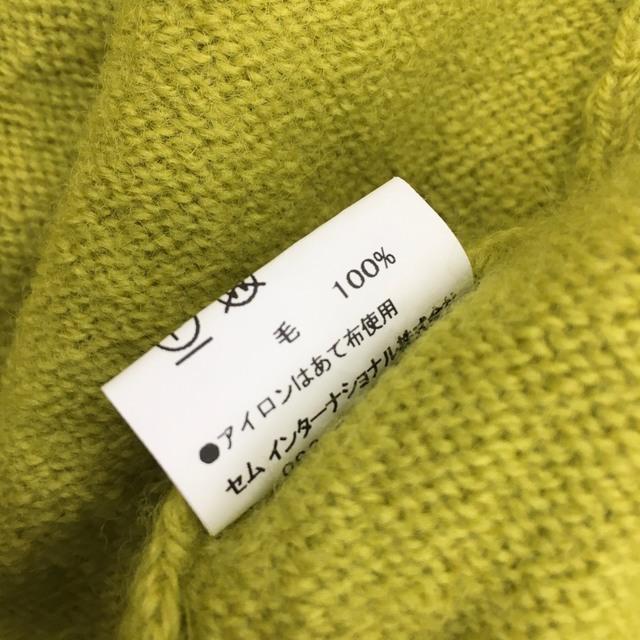 毛 100%
●アイロンはあて布使用
セム インターナショナル株式会社